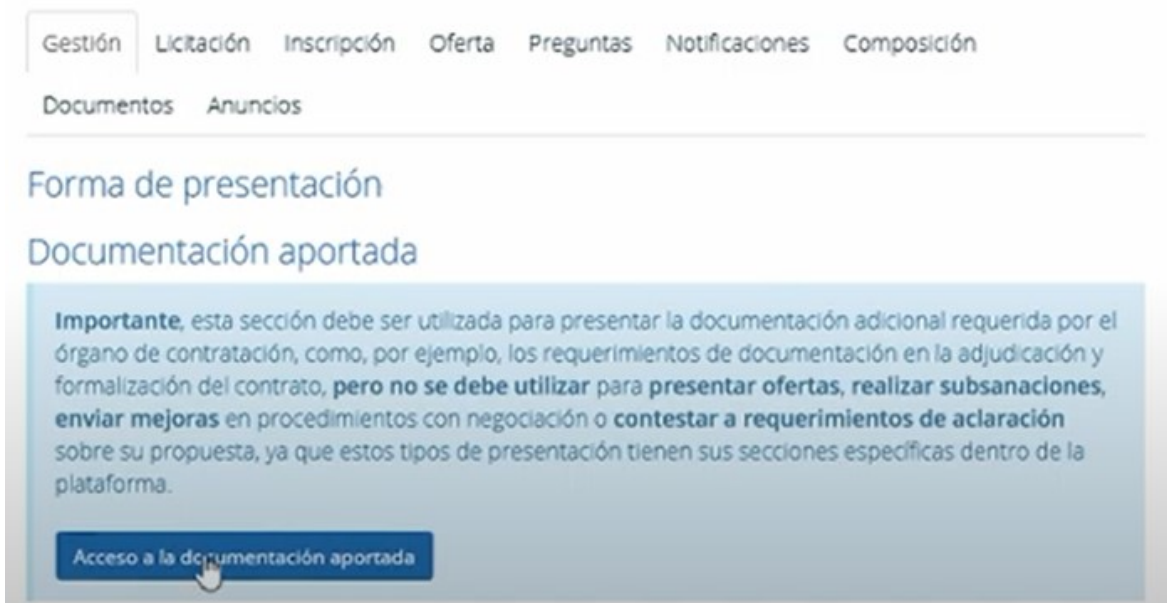 Gestión Licitación Inscripción Oferta Preguntas Notificaciones Composición
Documentos Anuncios
Forma de presentación
Documentación aportada
Importante, esta sección debe ser utilizada para presentar la documentación adicional requerida por el
órgano de contratación, como, por ejemplo, los requerimientos de documentación en la adjudicación y
formalización del contrato, pero no se debe utilizar para presentar ofertas, realizar subsanaciones,
enviar mejoras en procedimientos con negociación o contestar a requerimientos de aclaración
sobre su propuesta, ya que estos tipos de presentación tienen sus secciones específicas dentro de la
plataforma.
Acceso a la documentación aportada